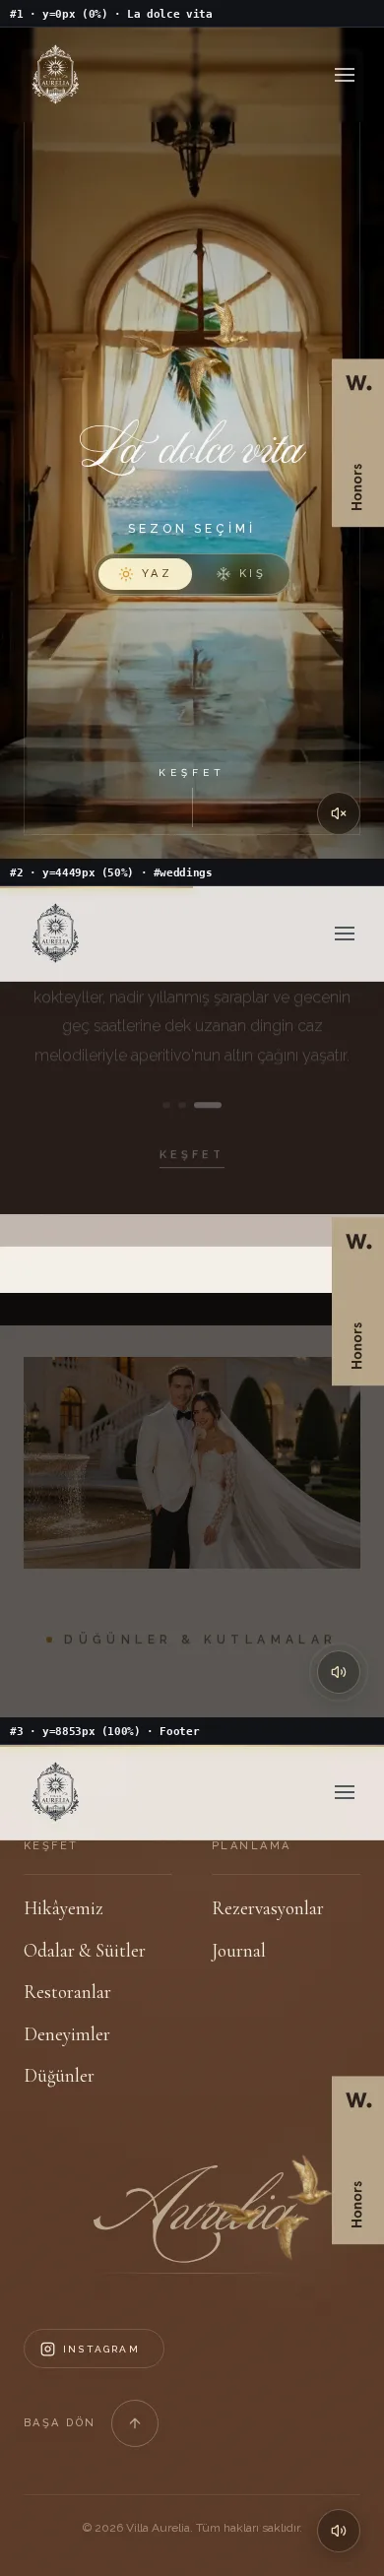 #1 · y=0px (0%) · La dolce vita
AURELIA
W.
Honors
La dolce vita
SEZON SEÇİMİ
YAZ
KIŞ
KEŞFET
#2 · y=4449px (50%) · #weddings
AURELIA
kokteyller, nadir yıllanmış şaraplar ve gecenin
geç saatlerine dek uzanan dingin caz
melodileriyle aperitivo'nun altın çağını yaşatır.
KEŞFET
W.
Honors
DÜĞÜNLER & KUTLAMALAR
#3 · y=8853px (100%) · Footer
AURELIA
KEŞFET
PLANLAMA
Hikâyemiz
Rezervasyonlar
Odalar & Süitler
Journal
Restoranlar
Deneyimler
Düğünler
W.
Honors
Aurelia
INSTAGRAM
BAŞA DÖN
© 2026 Villa Aurelia. Tüm hakları saklıdır.